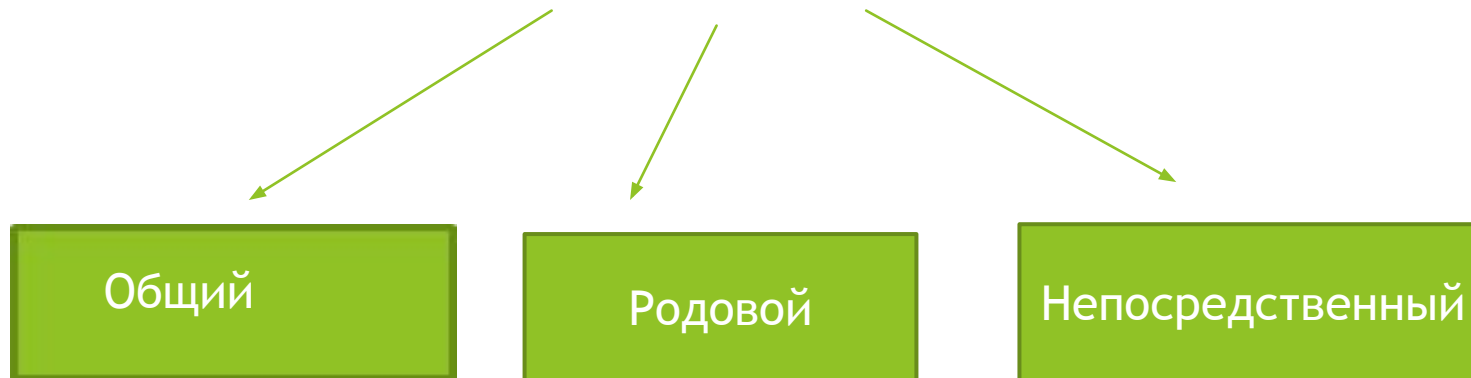 Общий
Родовой
Непосредственный